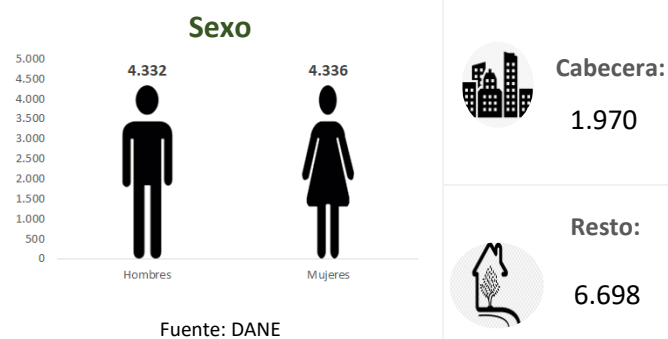 Sexo
5.000
4.500
4.000
3.500
3.000
2.500
2.000
1.500
1.000
500
0
4.332
4.336
Hombres
Mujeres
Fuente: DANE
Cabecera:
1.970
Resto:
6.698